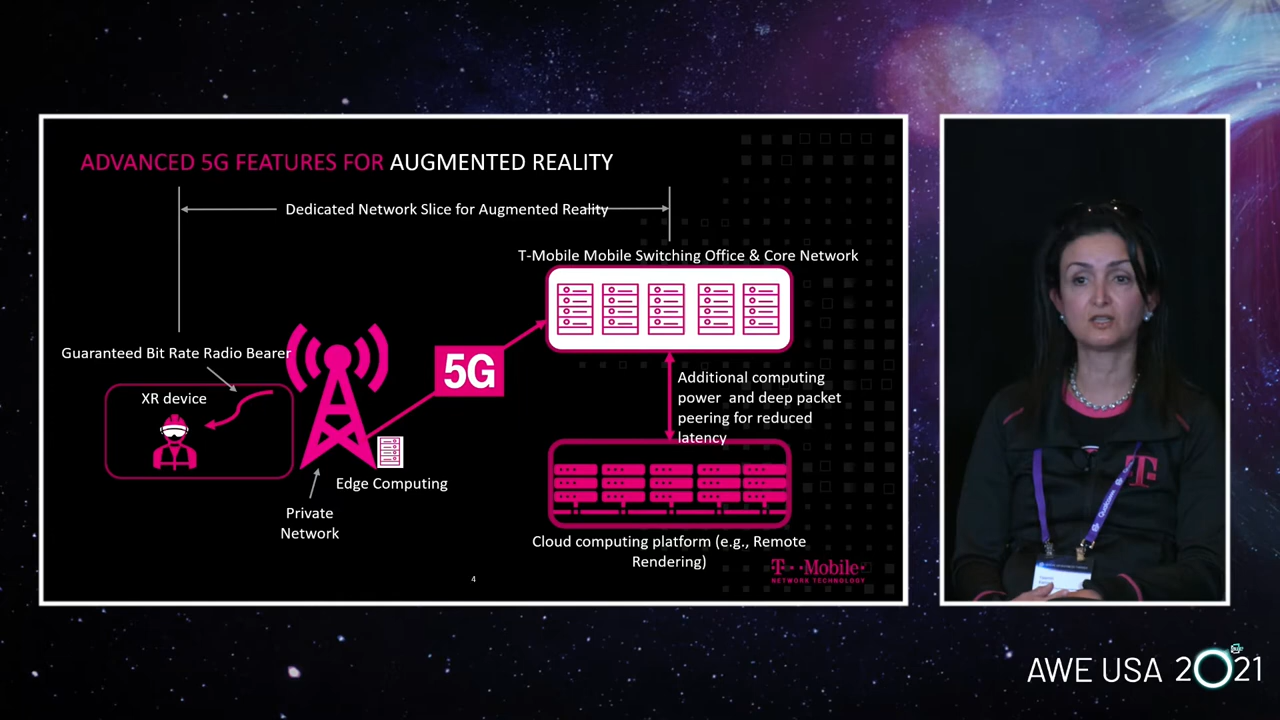 ADVANCED 5G FEATURES FOR AUGMENTED REALITY
Dedicated Network Slice for Augmented Reality
T-Mobile Mobile Switching Office & Core Network
Guaranteed Bit Rate Radio Bearer
XR device
5G
Additional computing
power and deep packet
peering for reduced
latency
Edge Computing
Private
Network
Cloud computing platform (e.g., Remote
Rendering)
T··Mobile·
NETWORK TECHNOLOGY
4
T
Qualcomm
AWE USA 2021